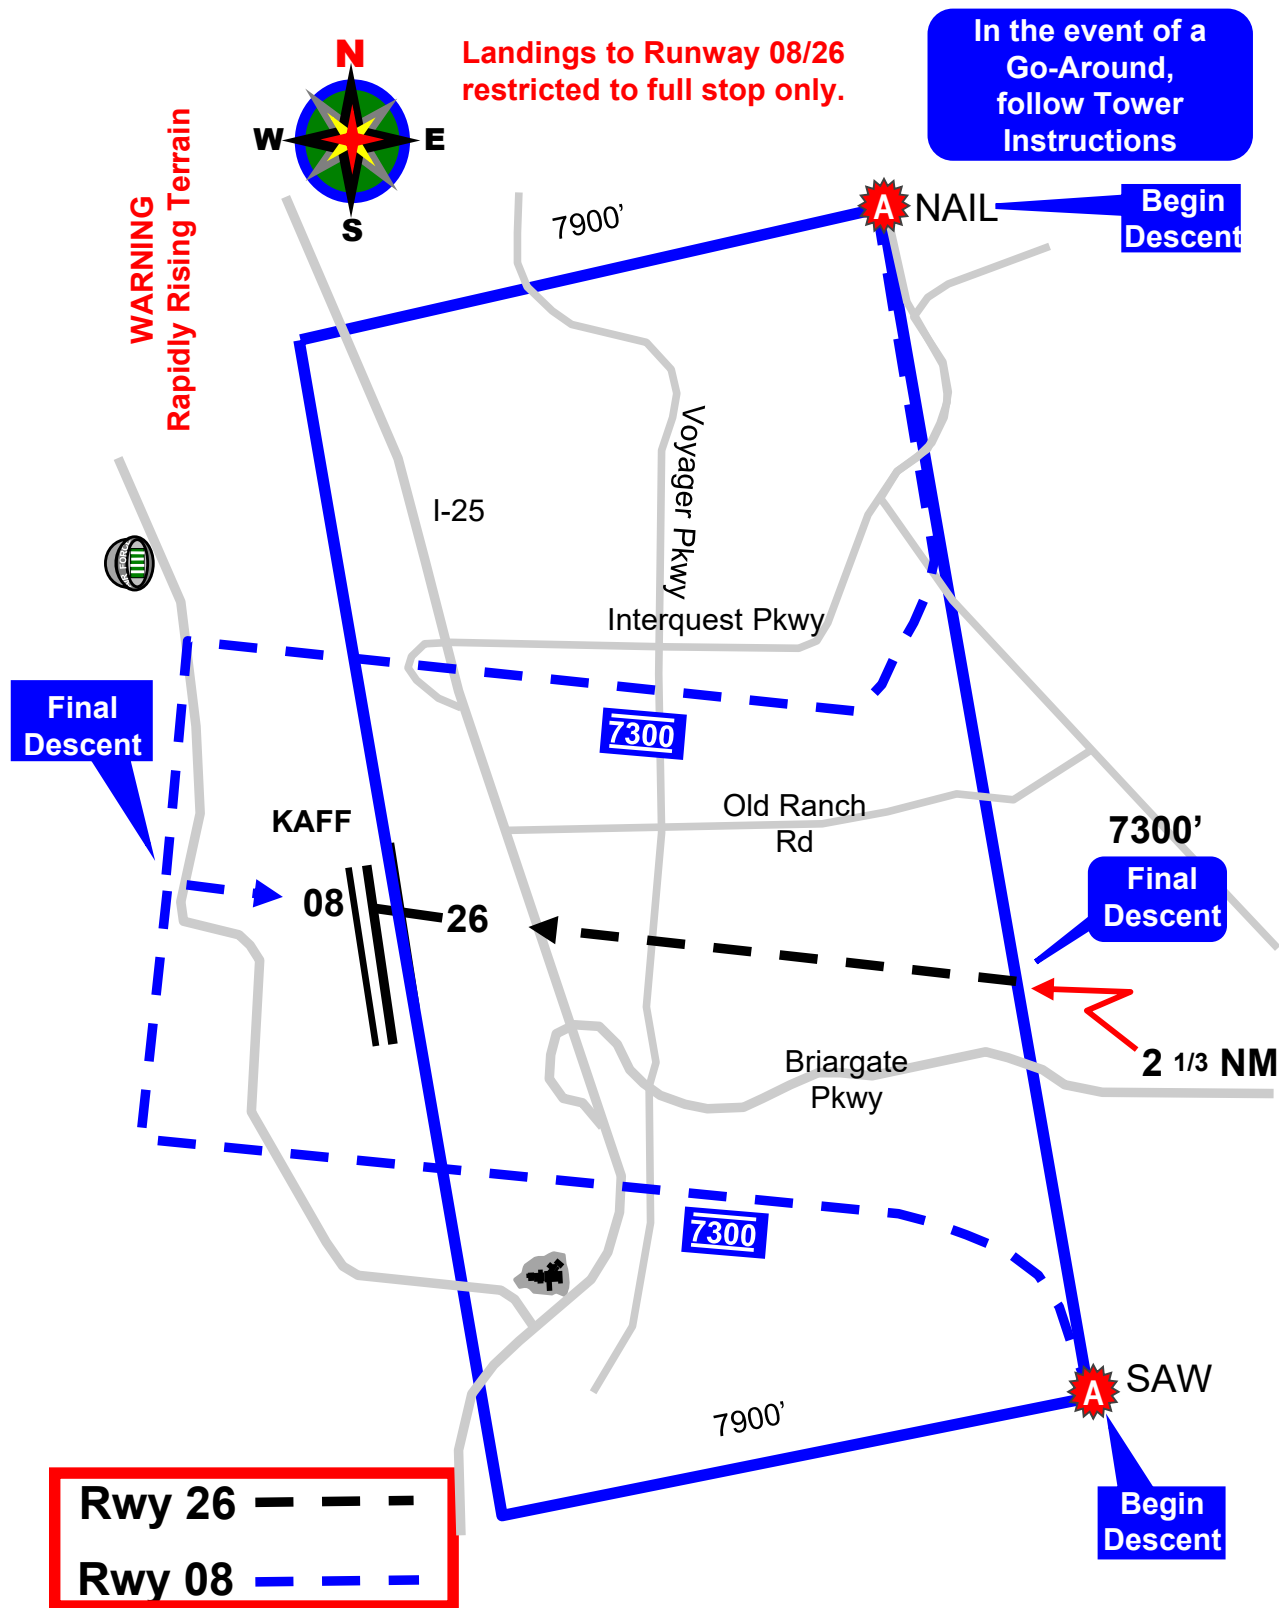 N
W
E
S
Landings to Runway 08/26
restricted to full stop only.
In the event of a
Go-Around,
follow Tower
Instructions
WARNING
Rapidly Rising Terrain
7900’
A
NAIL
Begin
Descent
I-25
Voyager Pkwy
Interquest Pkwy
Final
Descent
7300
Old Ranch
Rd
KAFF
08
26
7300’
Final
Descent
2 1/3 NM
Briargate
Pkwy
7300
7900’
A
SAW
Begin
Descent
Rwy 26
Rwy 08